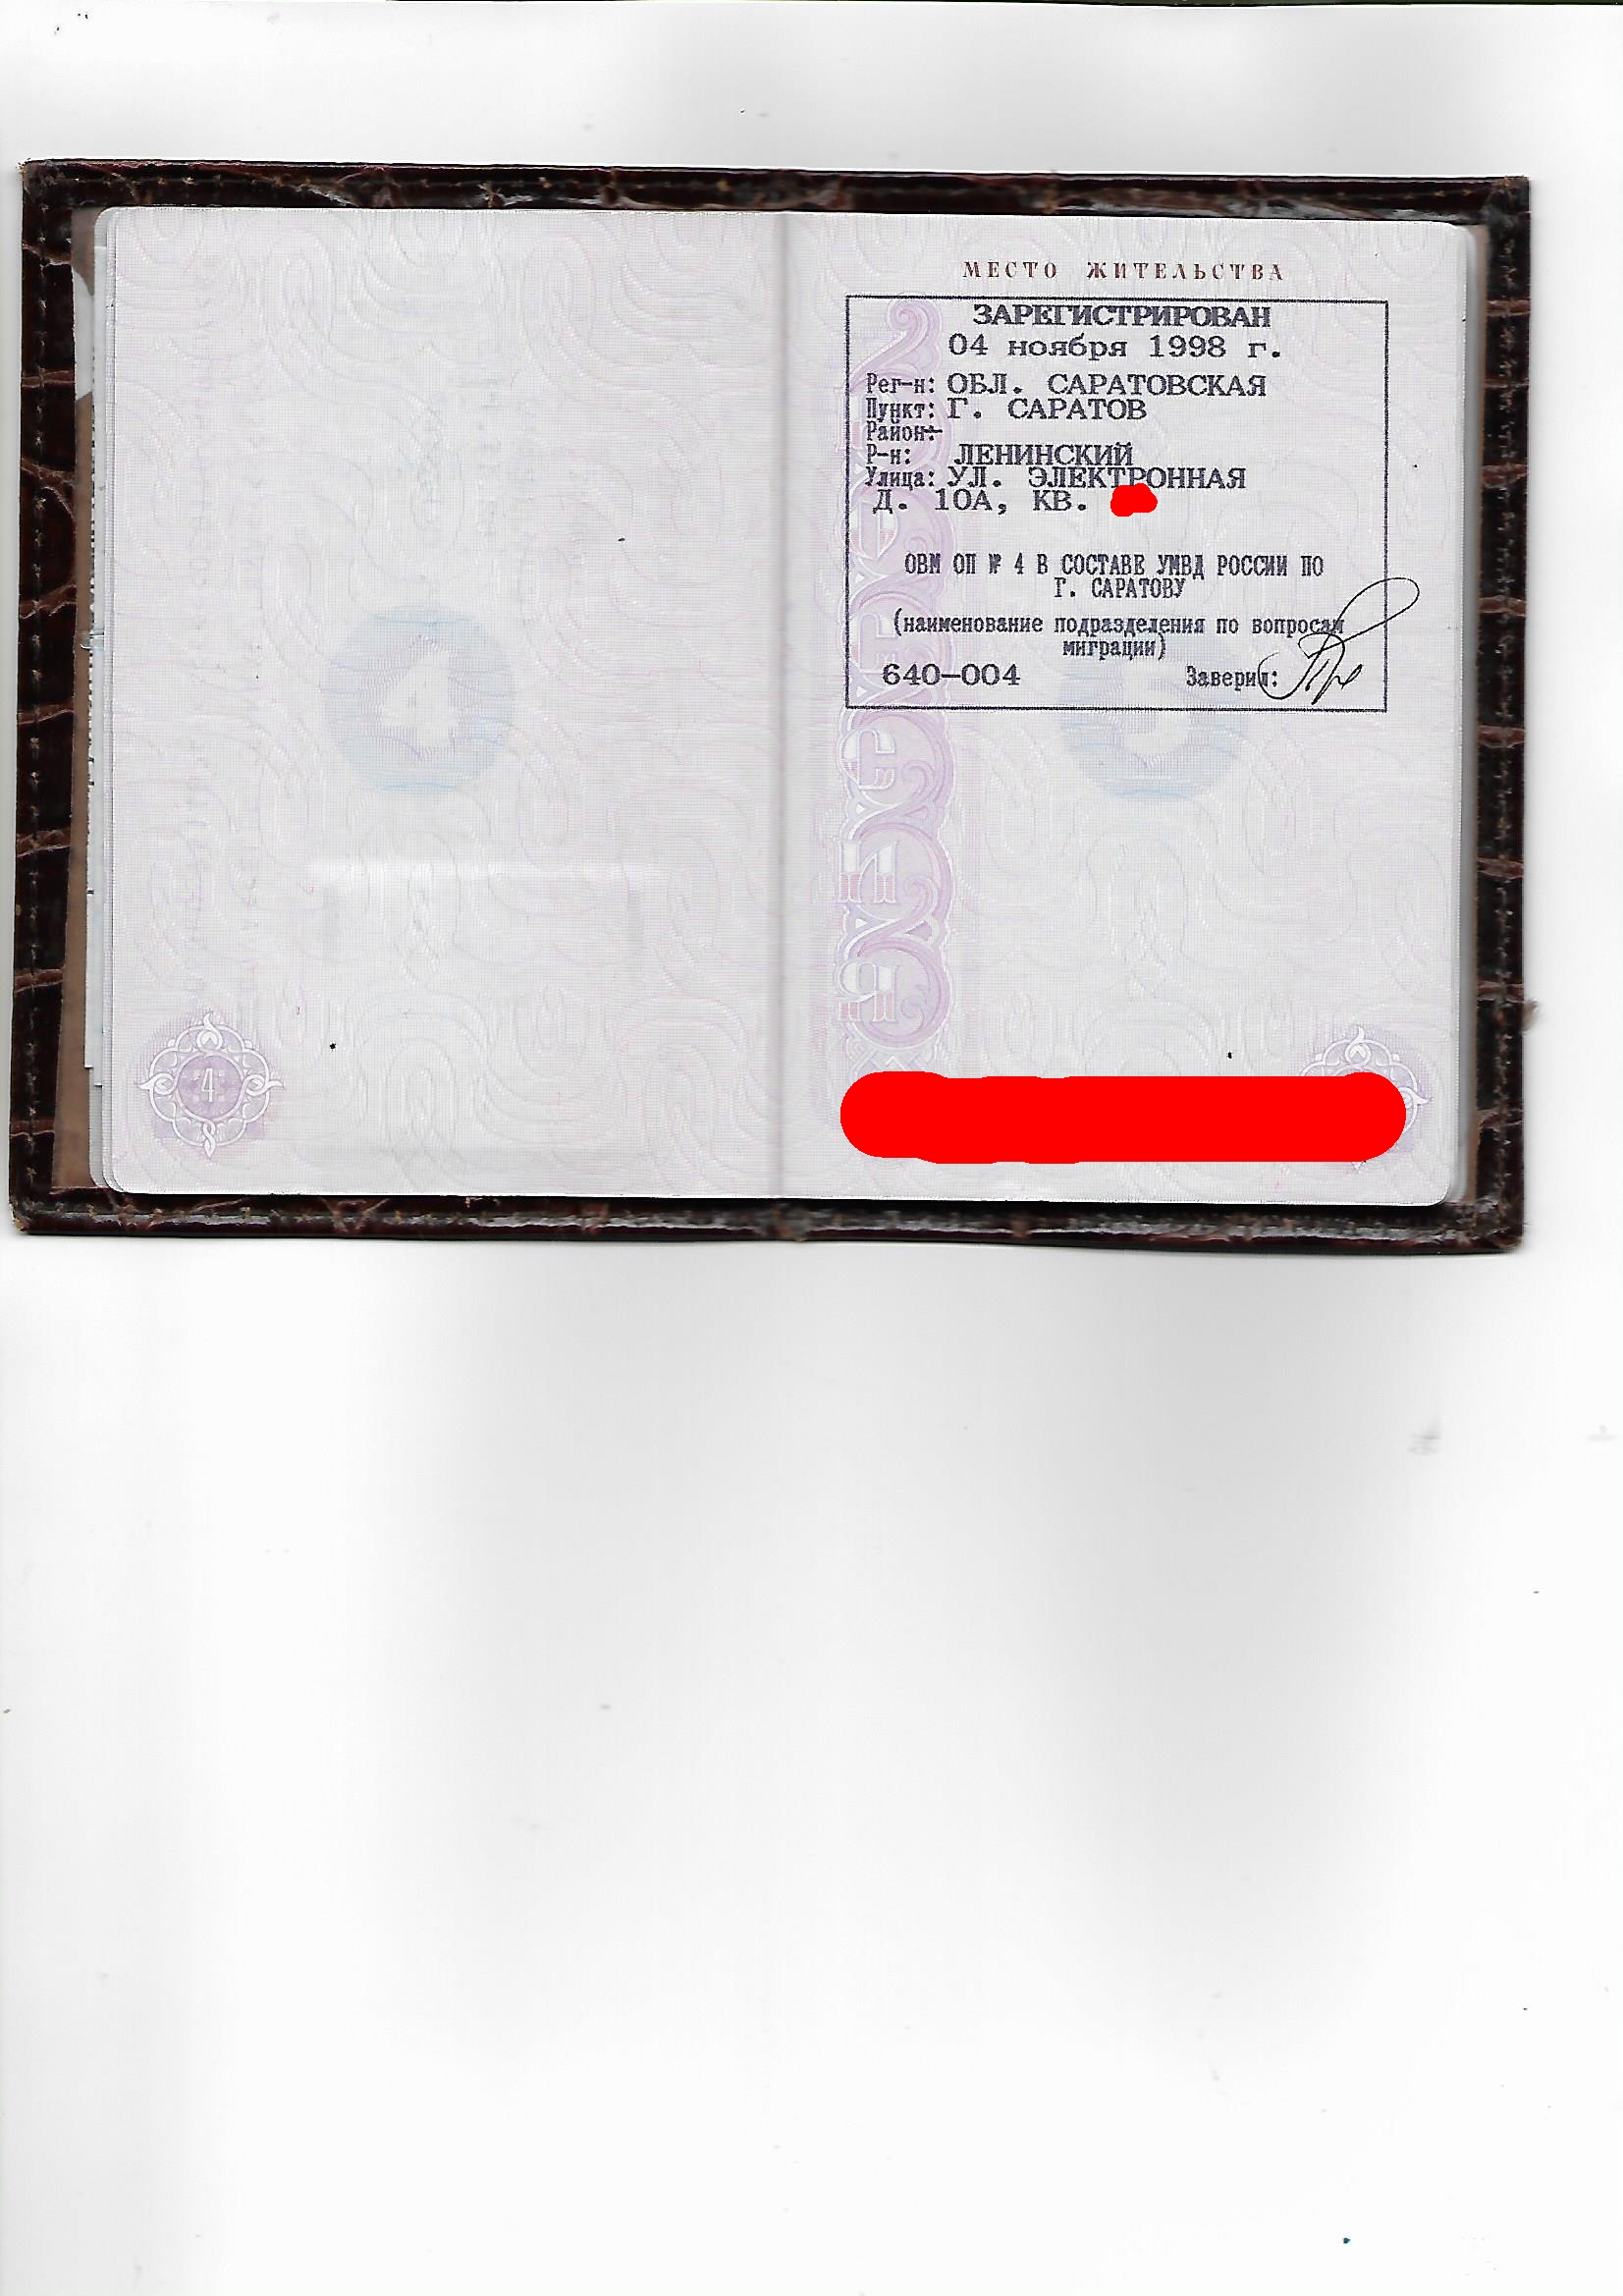 МЕСТО ЖИТЕЛЬСТВА
ЗАРЕГИСТРИРОВАН
04 ноября 1998 г.
Рег-н: ОБЛ. САРАТОВСКАЯ
Пункт: Г. САРАТОВ
Район:
Р-н: ЛЕНИНСКИЙ
Улица: УЛ. ЭЛЕКТРОННАЯ
Д. 10А, КВ.
ОВМ ОП № 4 В СОСТАВЕ УМВД РОССИИ ПО
Г. САРАТОВУ
(наименование подразделения по вопросам
миграции)
640-004 Заверил:
4
5
4